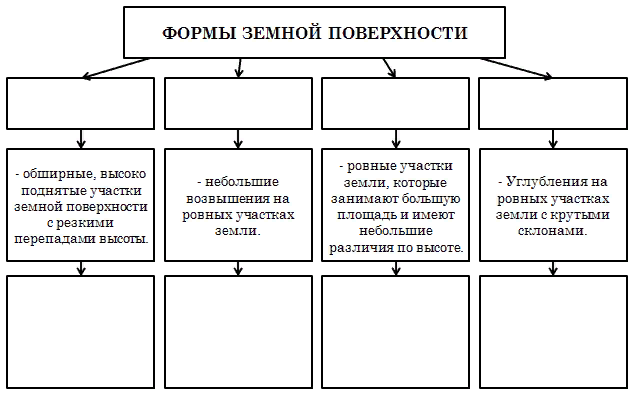 ФОРМЫ ЗЕМНОЙ ПОВЕРХНОСТИ
- обширные, высоко
поднятые участки
земной поверхности
с резкими
перепадами высоты.
- небольшие
возвышения на
ровных участках
земли.
- ровные участки
земли, которые
занимают большую
площадь и имеют
небольшие
различия по высоте.
- Углубления на
ровных участках
земли с крутыми
склонами.